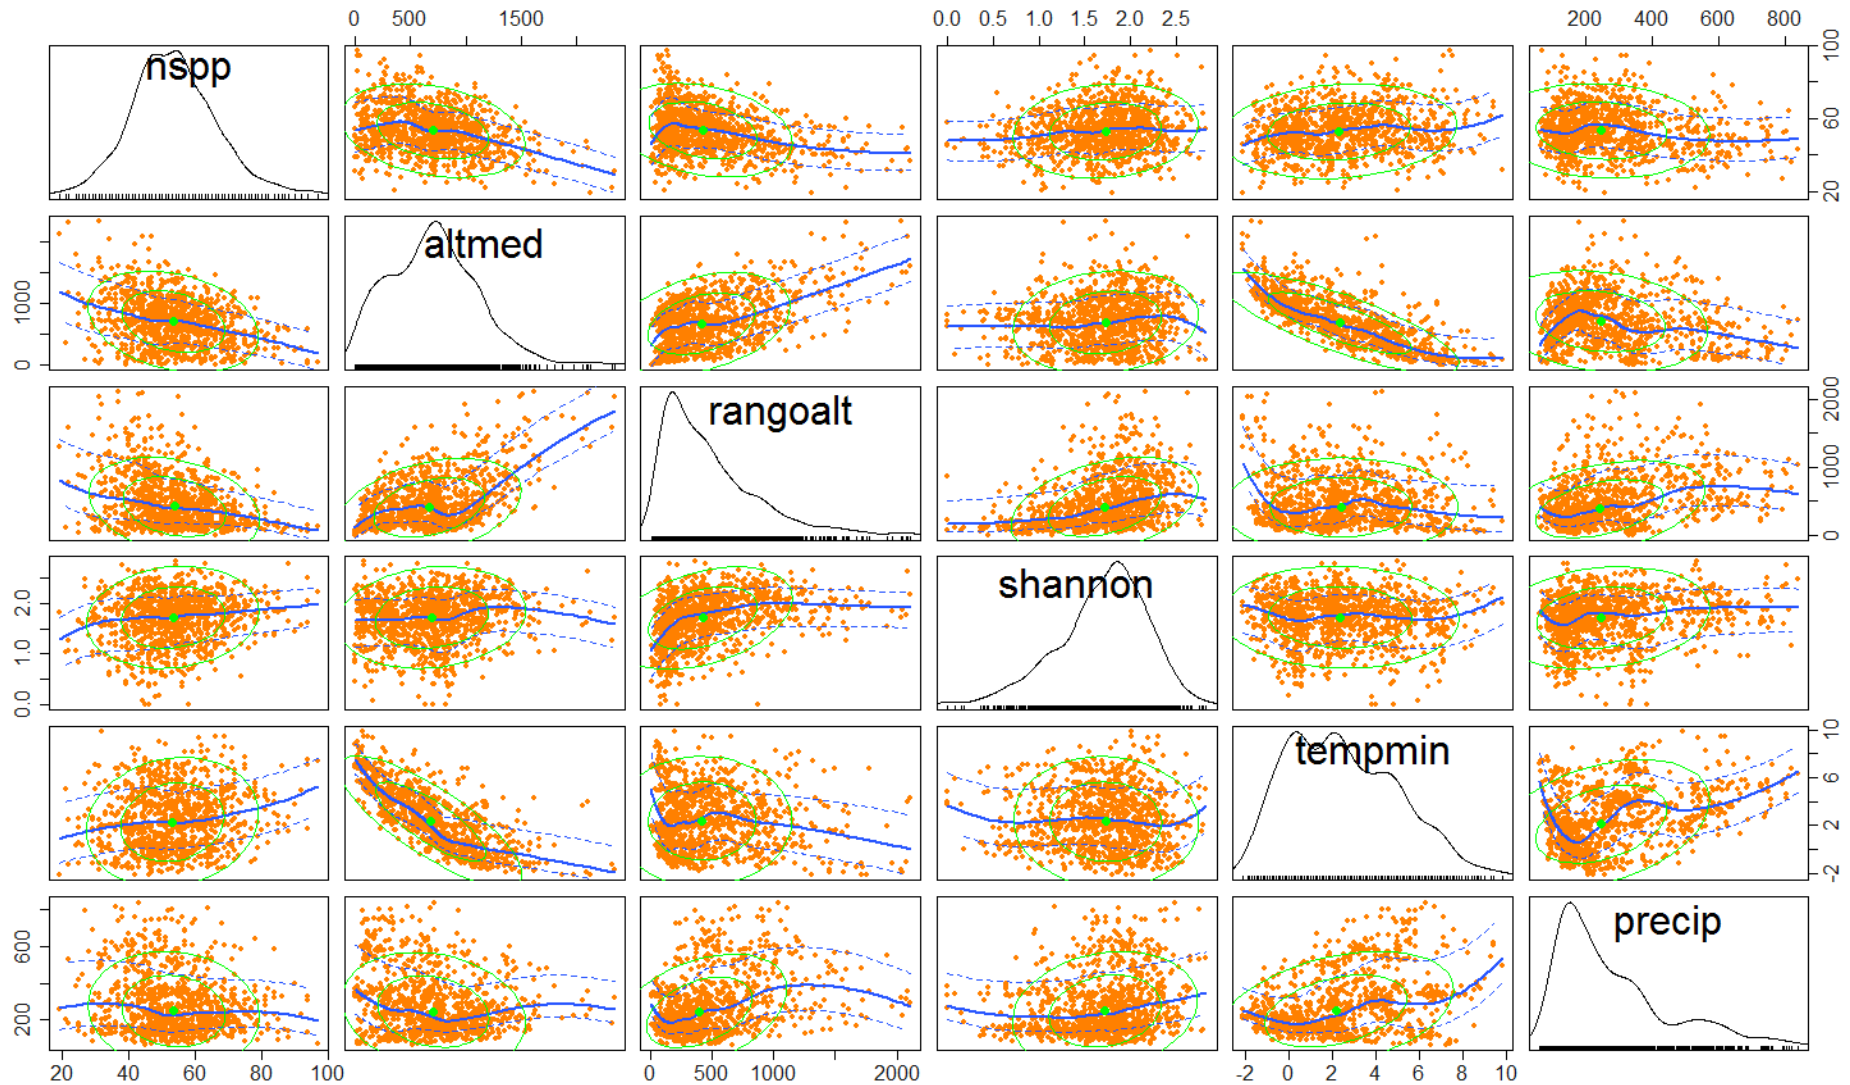 0 500 1500 0.0 0.5 1.0 1.5 2.0 2.5 200 400 600 800
nspp 20 60 100
0 1000 altmed
rangoalt 0 1000 2000
0.0 1.0 2.0 shannon
tempmin -2 2 6 10
200 600 precip
20 40 60 80 100 0 500 1000 2000 -2 0 2 4 6 8 10